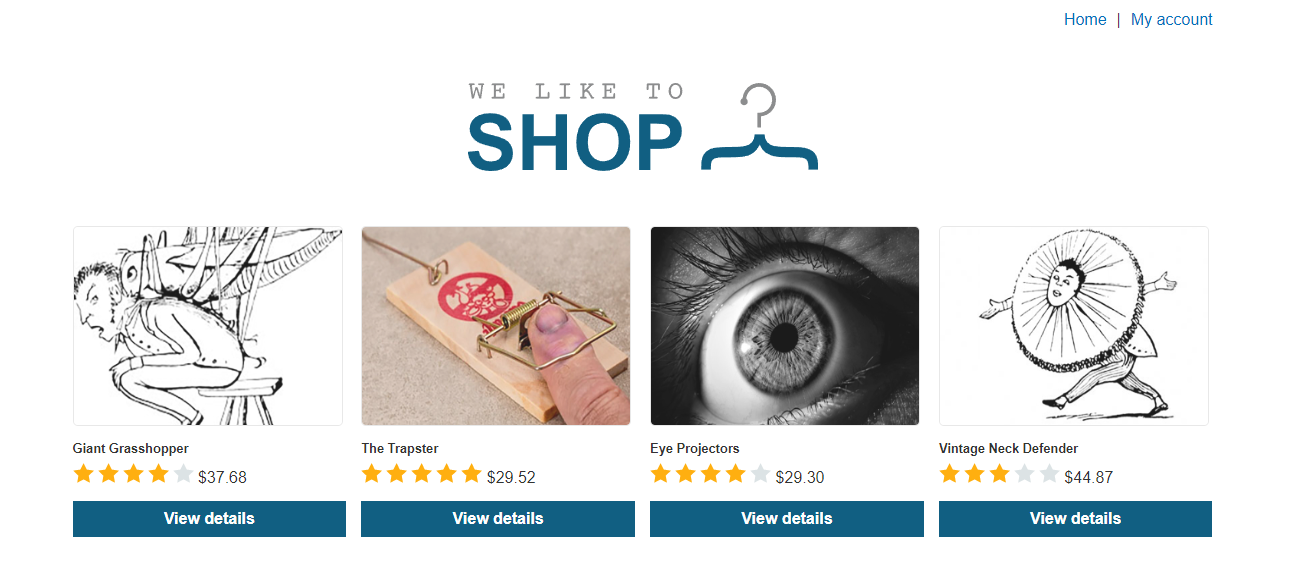 Home | My account
WE LIKE TO
SHOP
Giant Grasshopper
$37.68
View details
The Trapster
$29.52
View details
Eye Projectors
$29.30
View details
Vintage Neck Defender
$44.87
View details